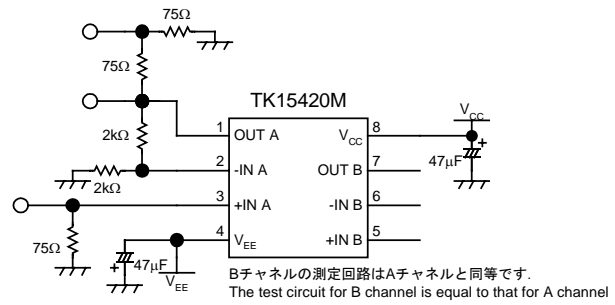 75Ω
75Ω
TK15420M
VCC
1 OUT A
VCC 8
2kΩ
47μF
+
2 -IN A
OUT B 7
2kΩ
3 +IN A
-IN B 6
4 VEE
+IN B 5
75Ω
+
47μF
VEE
Bチャネルの測定回路はAチャネルと同等です.
The test circuit for B channel is equal to that for A channel